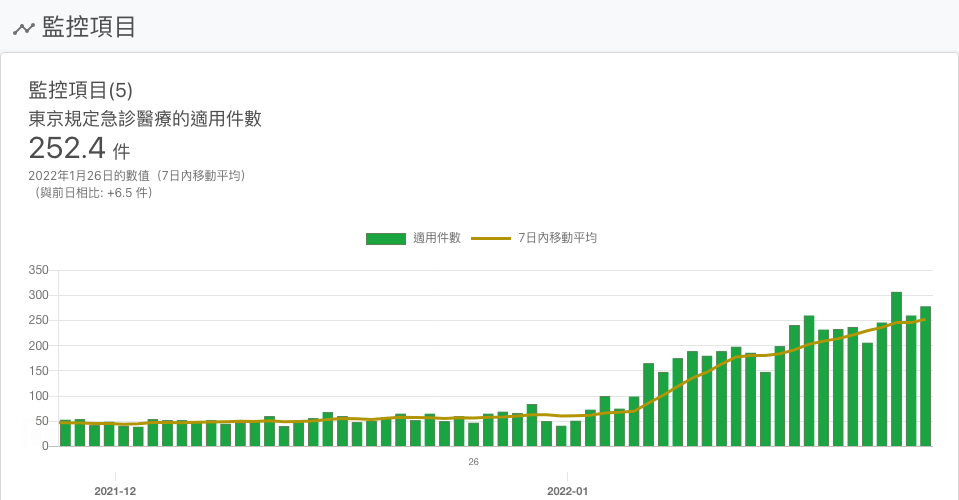 監控項目
監控項目(5)
東京規定急診醫療的適用件數
252.4 件
2022年1月26日的數值（7日內移動平均）
（與前日相比: +6.5 件）
適用件數 7日內移動平均
350
300
250
200
150
100
50
0
26
2021-12 2022-01